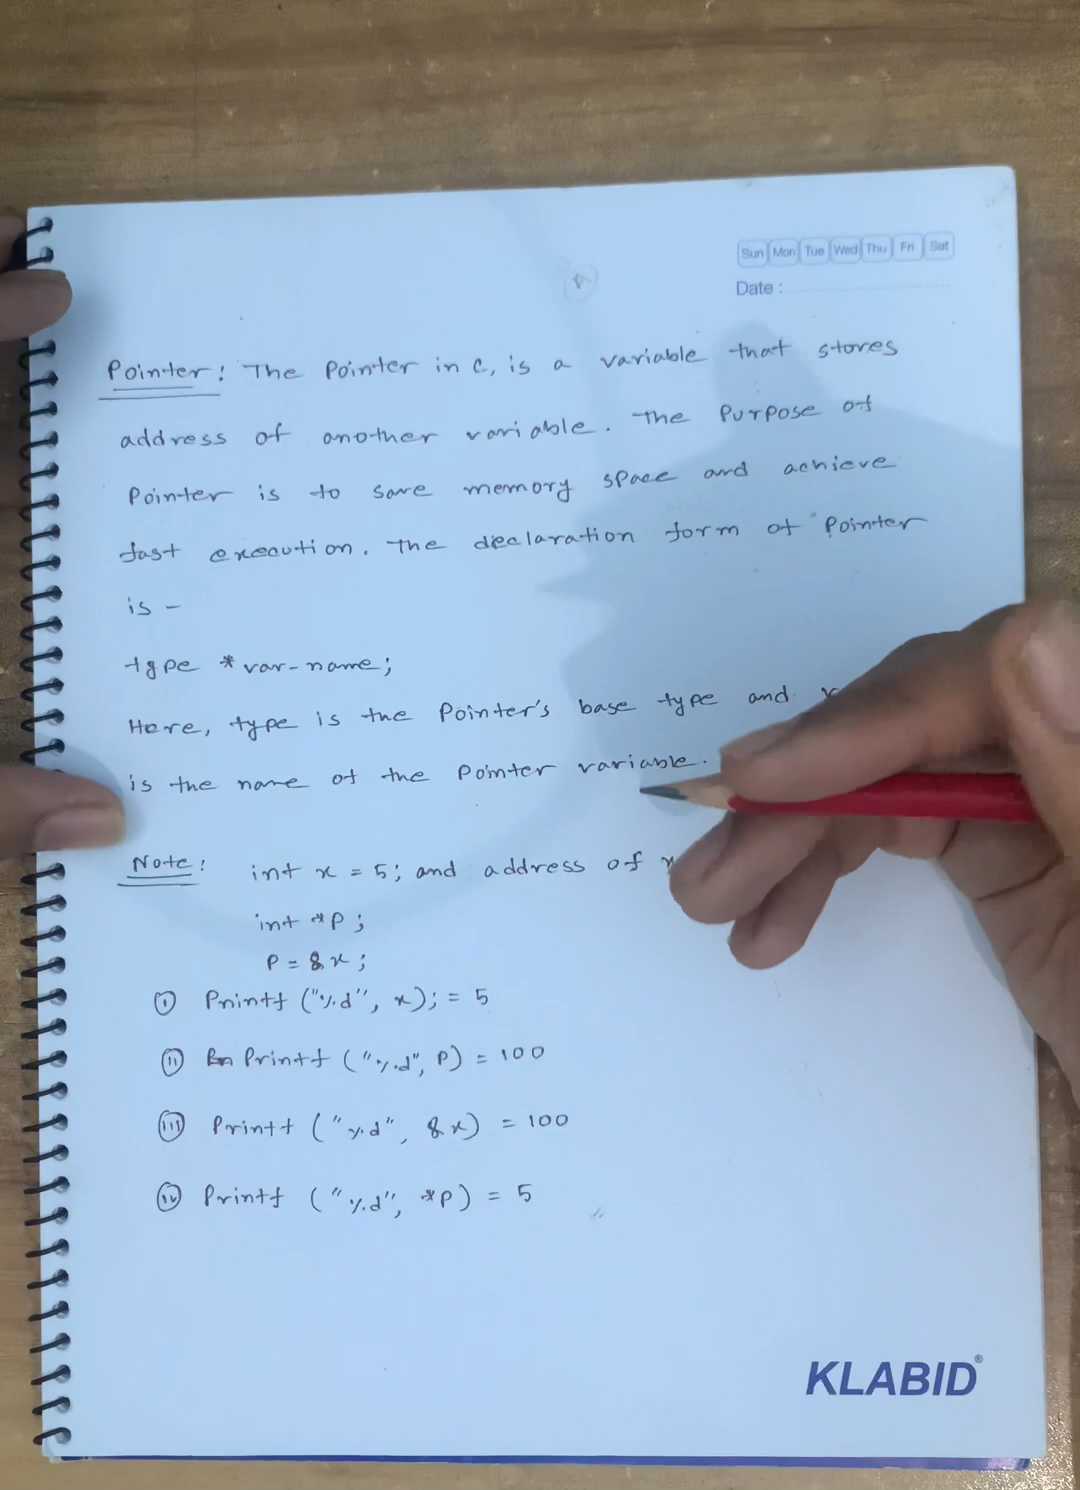 Sun Mon Tue Wed Thu Fri Sat
Date :
Pointer: The Pointer in C, is a variable that stores
address of another variable. The Purpose of
Pointer is to save memory space and achieve
fast execution. The declaration form of Pointer
is -
type *var-name;
Here, type is the Pointer's base type and
is the name of the Pointer variable.
Note: int x = 5; and address of x
int *P;
P = &x;
(i) Printf ("%d", x); = 5
(ii) Printf ("%d", P) = 100
(iii) Printf ("%d", &x) = 100
(iv) Printf ("%d", *P) = 5
KLABID®